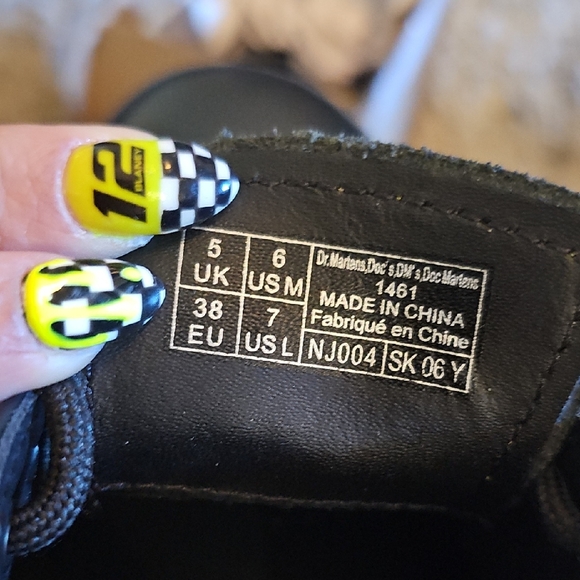 12
BLANEY
5
UK
6
US M
38
EU
7
US L
Dr.Martens,Doc's,DM's,Doc Martens
1461
MADE IN CHINA
Fabriqué en Chine
NJ004
SK 06 Y